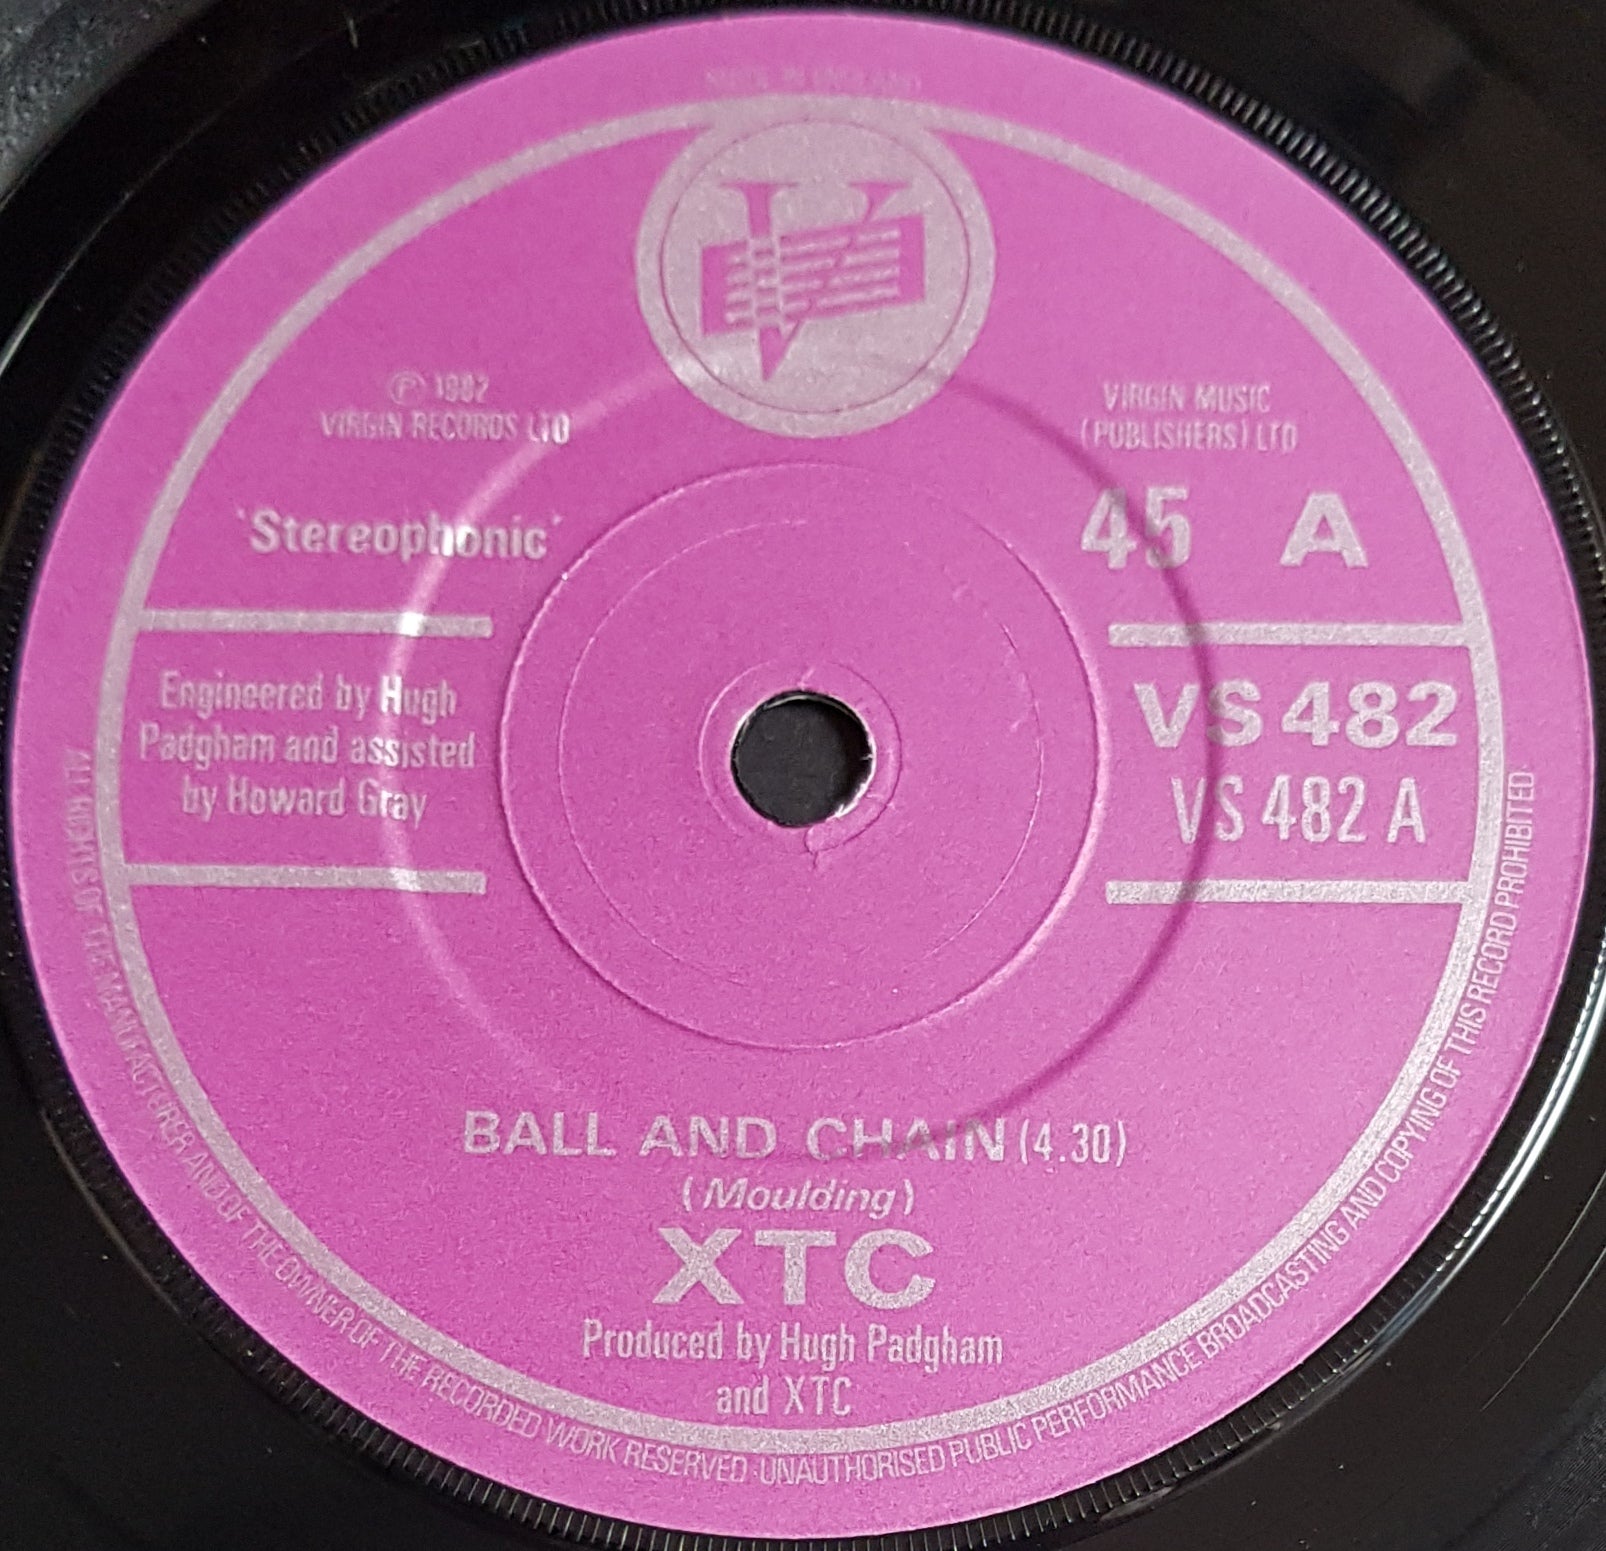 MADE IN ENGLAND
Ⓟ 1982
VIRGIN RECORDS LTD
VIRGIN MUSIC
(PUBLISHERS) LTD
'Stereophonic'
45 A
Engineered by Hugh
Padgham and assisted
by Howard Gray
VS 482
VS 482 A
BALL AND CHAIN (4.30)
(Moulding)
XTC
Produced by Hugh Padgham
and XTC
ALL RIGHTS OF THE MANUFACTURER AND OF THE OWNER OF THE RECORDED WORK RESERVED · UNAUTHORISED PUBLIC PERFORMANCE BROADCASTING AND COPYING OF THIS RECORD PROHIBITED ·